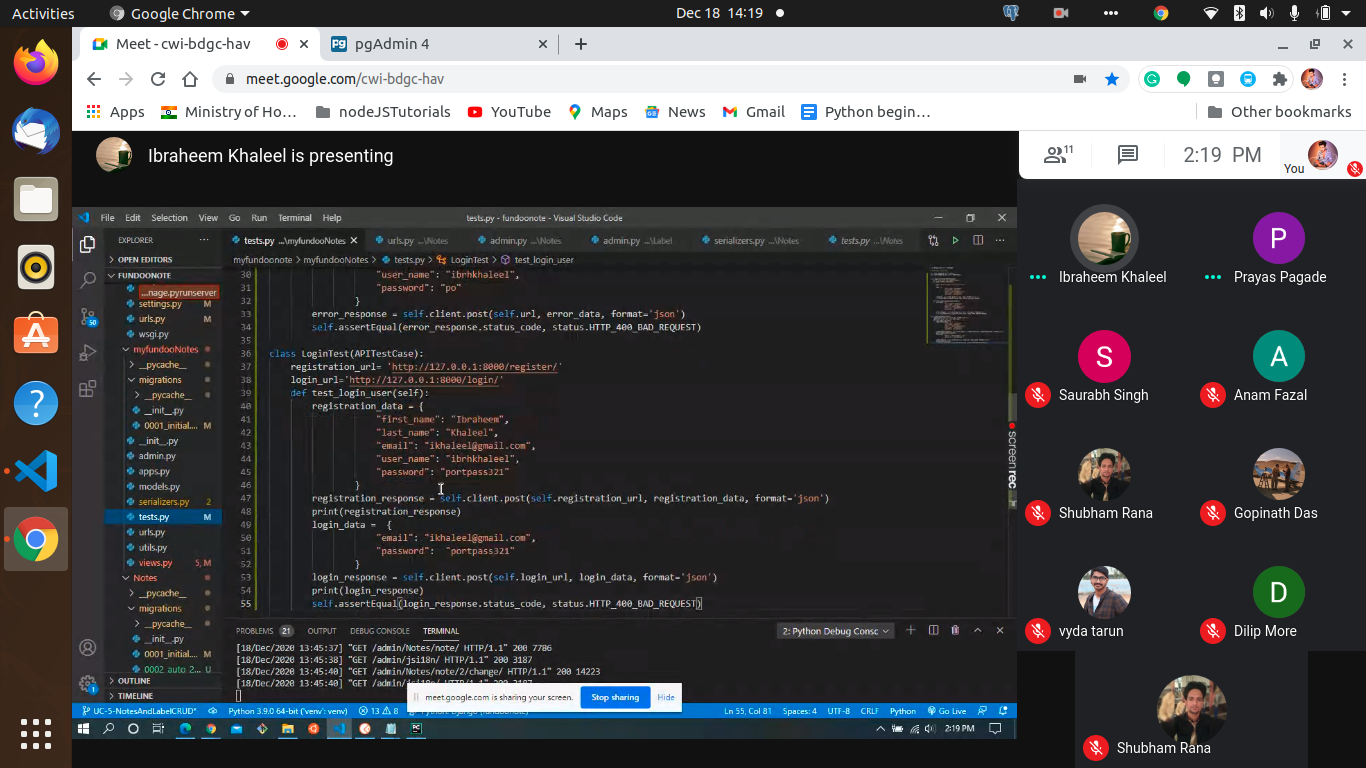 Activities
Google Chrome
Dec 18 14:19
Meet - cwi-bdgc-hav
pgAdmin 4
meet.google.com/cwi-bdgc-hav
Apps
Ministry of Ho…
nodeJSTutorials
YouTube
Maps
News
Gmail
Python begin…
Other bookmarks
Ibraheem Khaleel is presenting
11
2:19 PM
You
File Edit Selection View Go Run Terminal Help
tests.py - fundoonote - Visual Studio Code
EXPLORER
tests.py ...\myfundooNotes
urls.py ...\Notes
admin.py ...\Notes
admin.py ...\Label
serializers.py ...\Notes
tests.py ...\Notes
OPEN EDITORS
FUNDOONOTE
...nage.pyrunserver
settings.py M
urls.py M
wsgi.py
myfundooNotes
__pycache__
migrations
__pycache__
__init__.py
0001_initial.... M
__init__.py
admin.py
apps.py
models.py
serializers.py 2
tests.py M
urls.py
utils.py
views.py 5, M
Notes
__pycache__
migrations
__pycache__
__init__.py
0001_initial.... M
0002_auto_2... U
OUTLINE
TIMELINE
myfundoonote > myfundooNotes > tests.py > LoginTest > test_login_user
30 "user_name": "ibrhkhaleel",
31 "password": "po"
32 }
33 error_response = self.client.post(self.url, error_data, format='json')
34 self.assertEqual(error_response.status_code, status.HTTP_400_BAD_REQUEST)
35
36 class LoginTest(APITestCase):
37 registration_url= 'http://127.0.0.1:8000/register/'
38 login_url='http://127.0.0.1:8000/login/'
39 def test_login_user(self):
40 registration_data = {
41 "first_name": "Ibraheem",
42 "last_name": "Khaleel",
43 "email": "ikhaleel@gmail.com",
44 "user_name": "ibrhkhaleel",
45 "password": "portpass321"
46 }
47 registration_response = self.client.post(self.registration_url, registration_data, format='json')
48 print(registration_response)
49 login_data = {
50 "email": "ikhaleel@gmail.com",
51 "password": "portpass321"
52 }
53 login_response = self.client.post(self.login_url, login_data, format='json')
54 print(login_response)
55 self.assertEqual(login_response.status_code, status.HTTP_400_BAD_REQUEST)
screenrec
PROBLEMS 21 OUTPUT DEBUG CONSOLE TERMINAL
2: Python Debug Consc
[18/Dec/2020 13:45:37] "GET /admin/Notes/note/ HTTP/1.1" 200 7786
[18/Dec/2020 13:45:38] "GET /admin/jsi18n/ HTTP/1.1" 200 3187
[18/Dec/2020 13:45:40] "GET /admin/Notes/note/2/change/ HTTP/1.1" 200 14223
[18/Dec/2020 13:45:40] "GET /admin/jsi18n/ HTTP/1.1" 200 3187
meet.google.com is sharing your screen.
Stop sharing
Hide
UC-5-NotesAndLabelCRUD*
Python 3.9.0 64-bit ('venv': venv)
13 8
Python: Django (fundoonote)
Ln 55, Col 81
Spaces: 4
UTF-8
CRLF
Python
Go Live
50
1
2:19 PM
Ibraheem Khaleel
P
Prayas Pagade
S
Saurabh Singh
A
Anam Fazal
Shubham Rana
Gopinath Das
vyda tarun
D
Dilip More
Shubham Rana